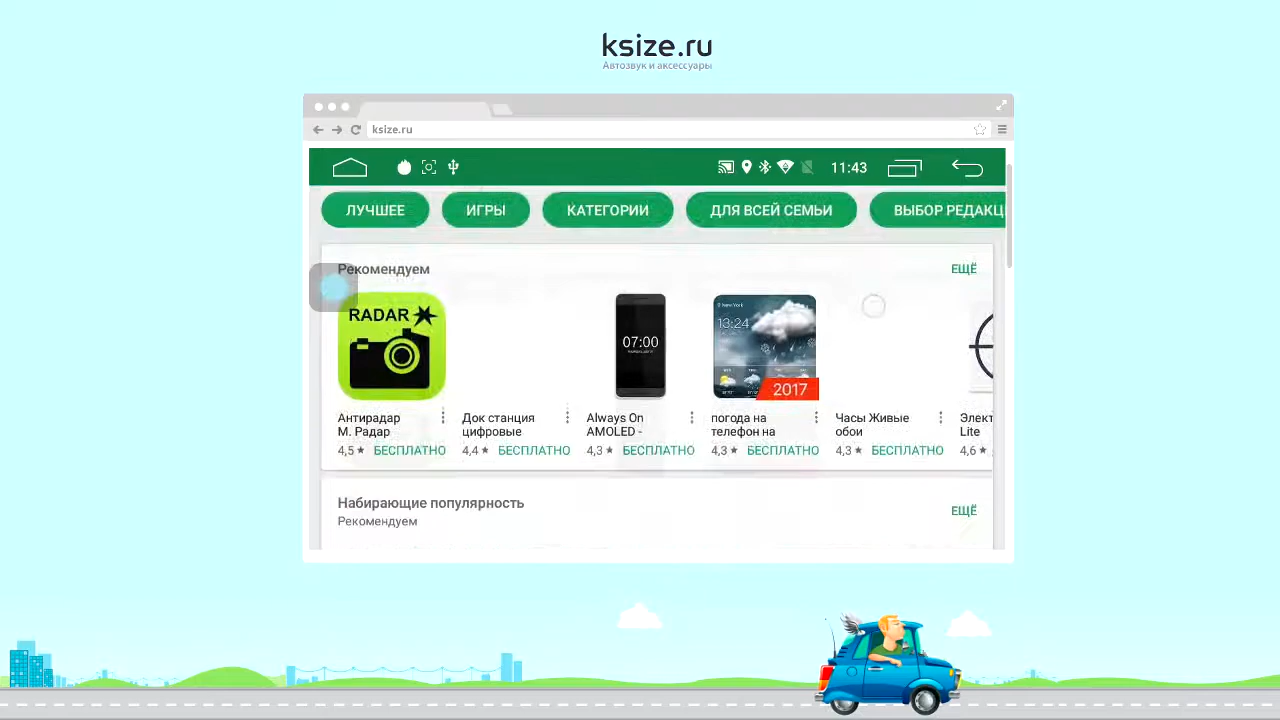 ksize.ru
Автозвук и аксессуары
ksize.ru
11:43
ЛУЧШЕЕ
ИГРЫ
КАТЕГОРИИ
ДЛЯ ВСЕЙ СЕМЬИ
ВЫБОР РЕДАКЦ
Рекомендуем
ЕЩЁ
RADAR
07:00
New York
13:24
2017
Антирадар
М. Радар
4,5 ★ БЕСПЛАТНО
Док станция
цифровые
4,4 ★ БЕСПЛАТНО
Always On
AMOLED -
4,3 ★ БЕСПЛАТНО
погода на
телефон на
4,3 ★ БЕСПЛАТНО
Часы Живые
обои
4,3 ★ БЕСПЛАТНО
Элект
Lite
4,6 ★
Набирающие популярность
ЕЩЁ
Рекомендуем